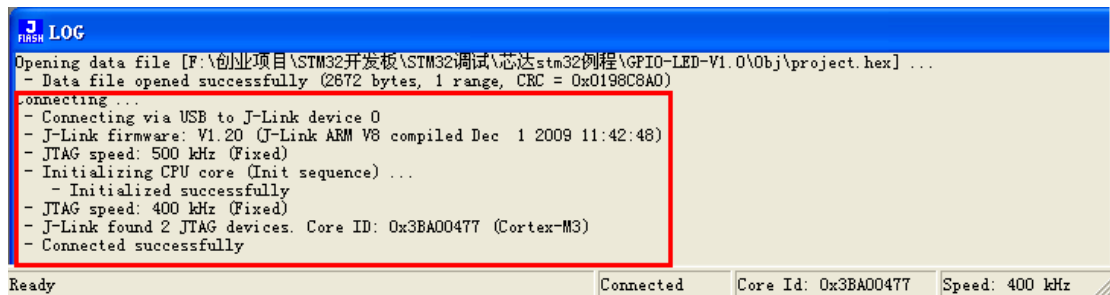 J
FLASH LOG
Opening data file [F:\创业项目\STM32开发板\STM32调试\芯达stm32例程\GPIO-LED-V1.0\Obj\project.hex] ...
- Data file opened successfully (2672 bytes, 1 range, CRC = 0x0198C8A0)
Connecting ...
- Connecting via USB to J-Link device 0
- J-Link firmware: V1.20 (J-Link ARM V8 compiled Dec  1 2009 11:42:48)
- JTAG speed: 500 kHz (Fixed)
- Initializing CPU core (Init sequence) ...
- Initialized successfully
- JTAG speed: 400 kHz (Fixed)
- J-Link found 2 JTAG devices. Core ID: 0x3BA00477 (Cortex-M3)
- Connected successfully
Ready Connected Core Id: 0x3BA00477 Speed: 400 kHz